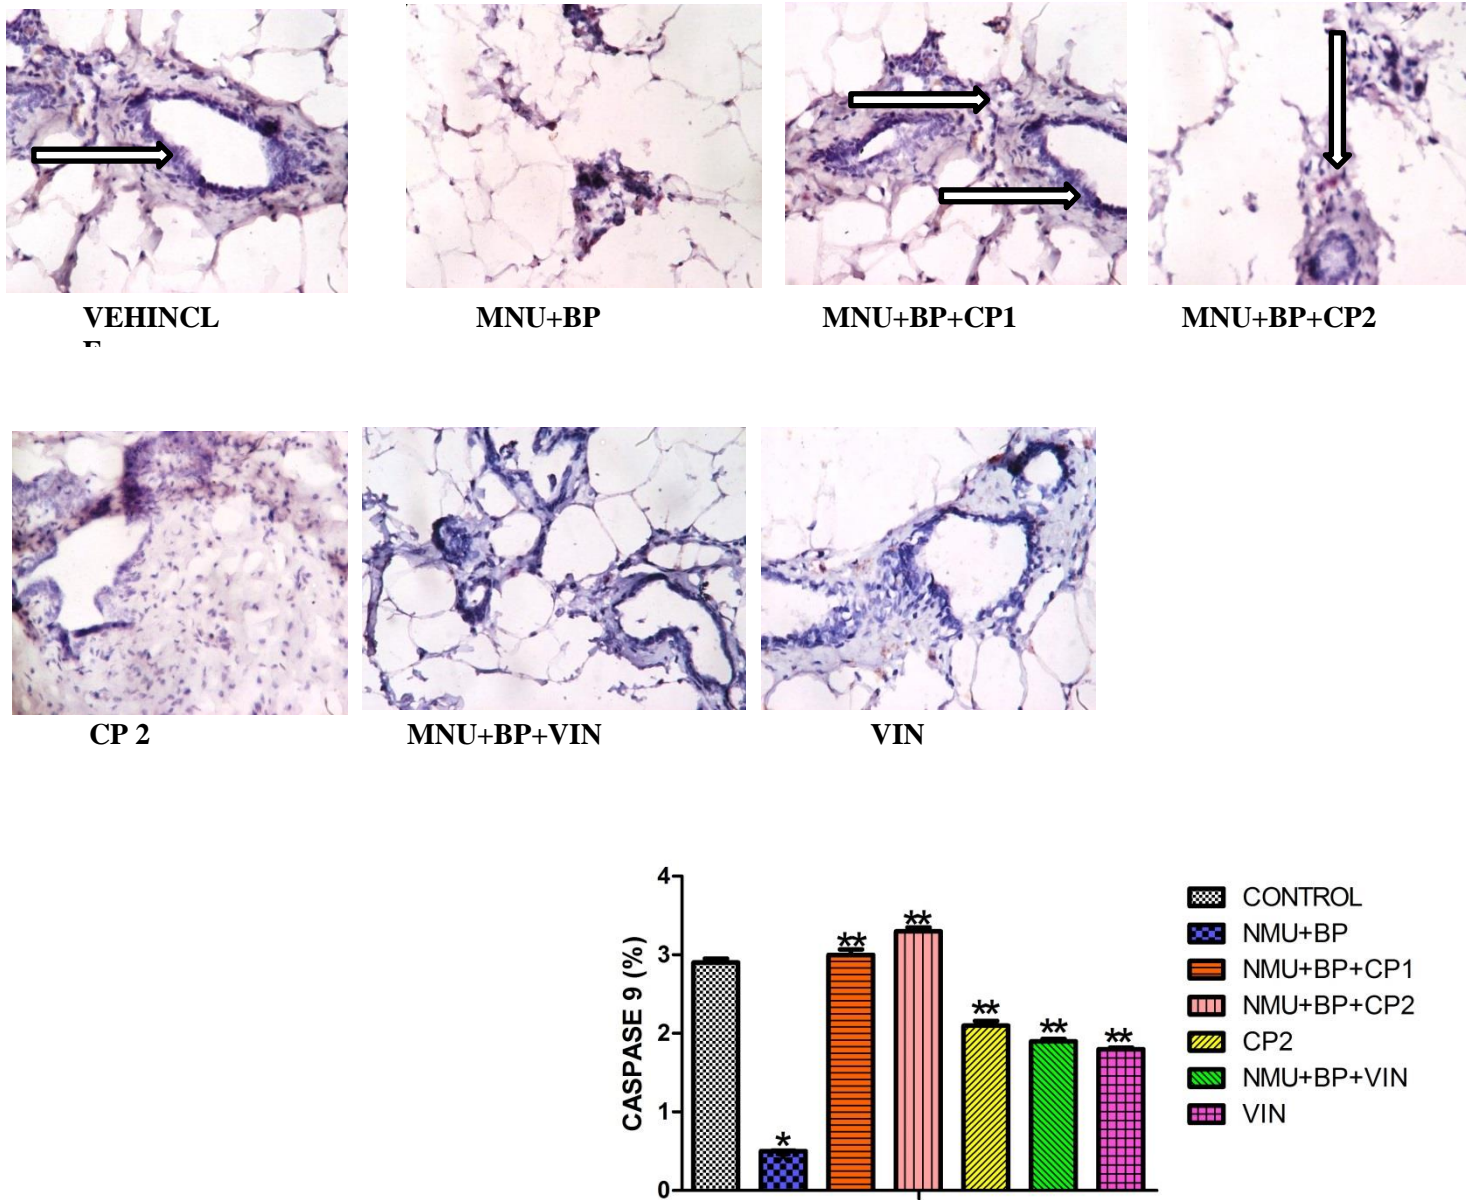 VEHINCL
MNU+BP
MNU+BP+CP1
MNU+BP+CP2
CP 2
MNU+BP+VIN
VIN
CASPASE 9 (%)
4
3
2
1
0
*
**
**
**
**
**
CONTROL
NMU+BP
NMU+BP+CP1
NMU+BP+CP2
CP2
NMU+BP+VIN
VIN